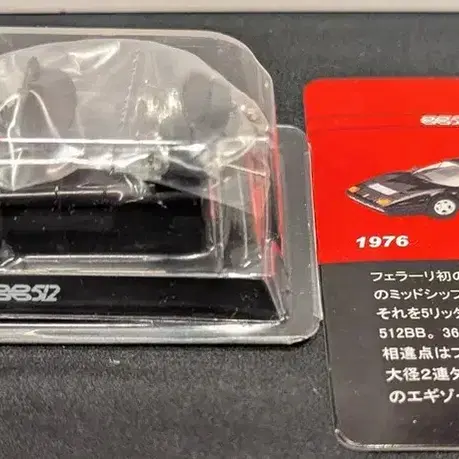 512
1976
フェラーリ初の
のミッドシップ
それを5リッタ
512BB。36
相違点はフ
大径2連タ
のエギゾー